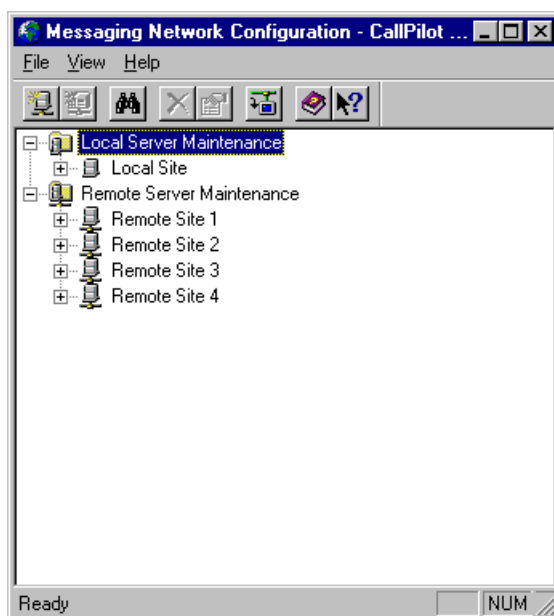 Messaging Network Configuration - CallPilot ...
File View Help
Local Server Maintenance
Local Site
Remote Server Maintenance
Remote Site 1
Remote Site 2
Remote Site 3
Remote Site 4
Ready NUM